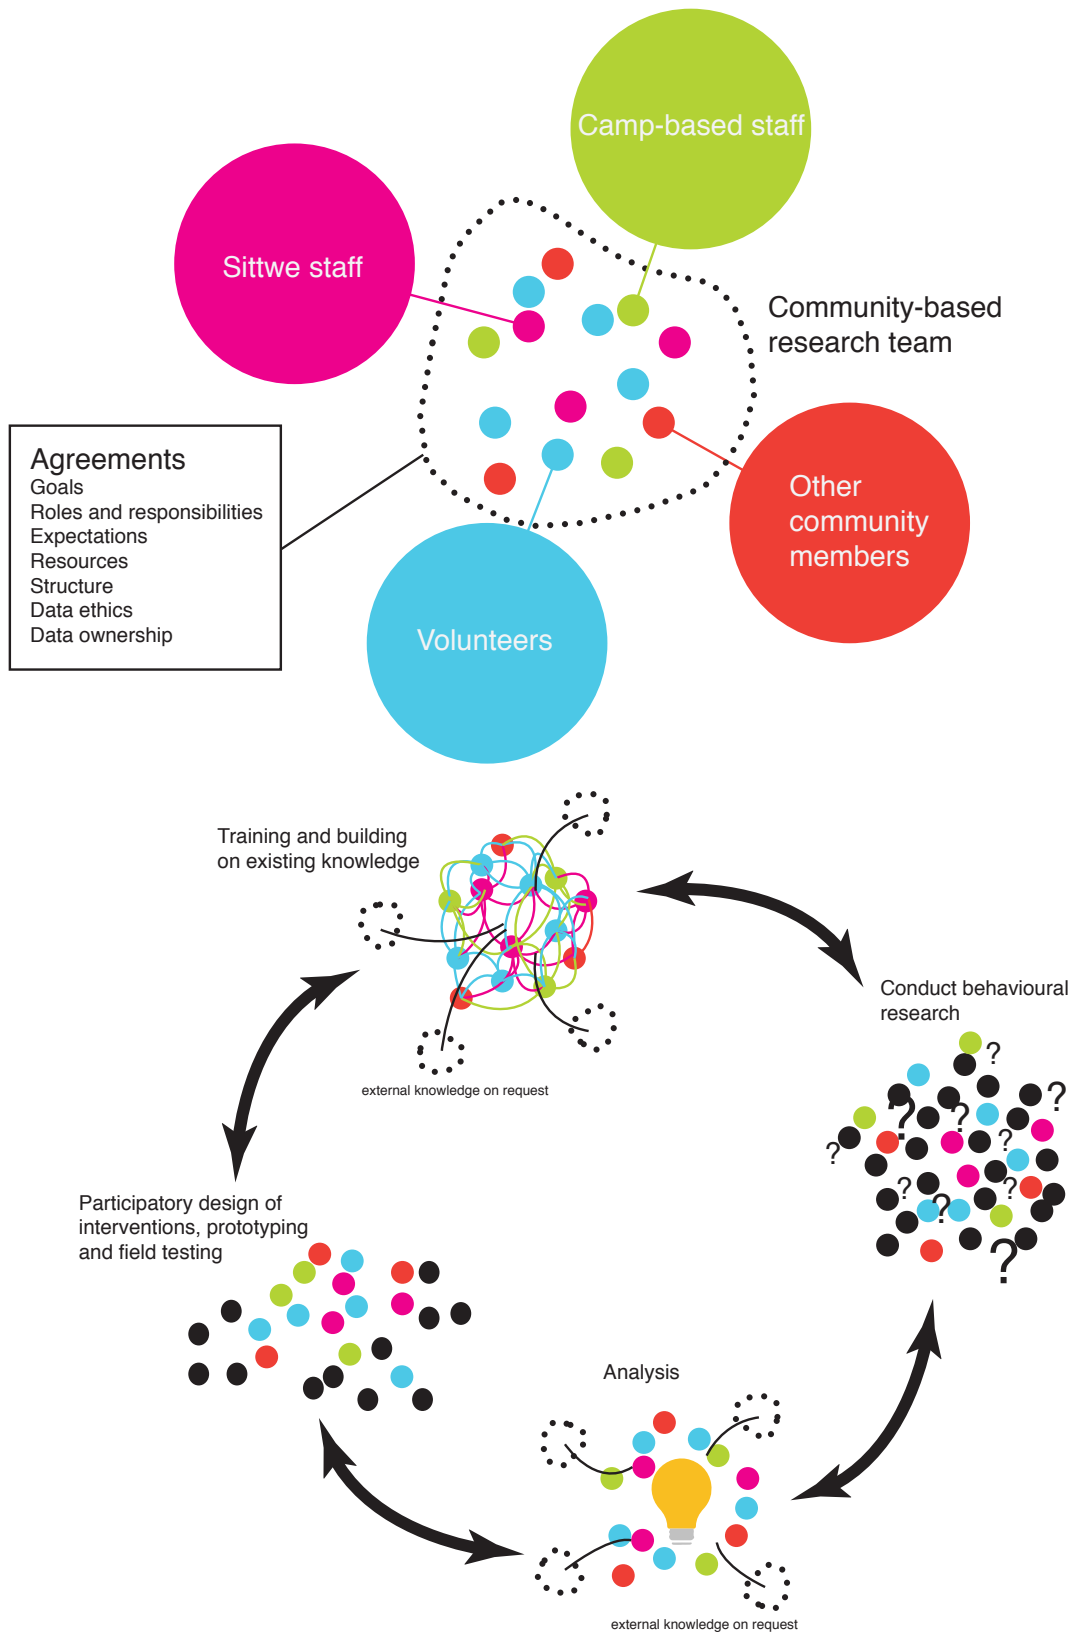 Camp-based staff
Sittwe staff
Community-based
research team
Agreements
Goals
Roles and responsibilities
Expectations
Resources
Structure
Data ethics
Data ownership
Other
community
members
Volunteers
Training and building
on existing knowledge
external knowledge on request
Conduct behavioural
research
?
?
?
?
?
?
?
?
?
?
Participatory design of
interventions, prototyping
and field testing
Analysis
external knowledge on request